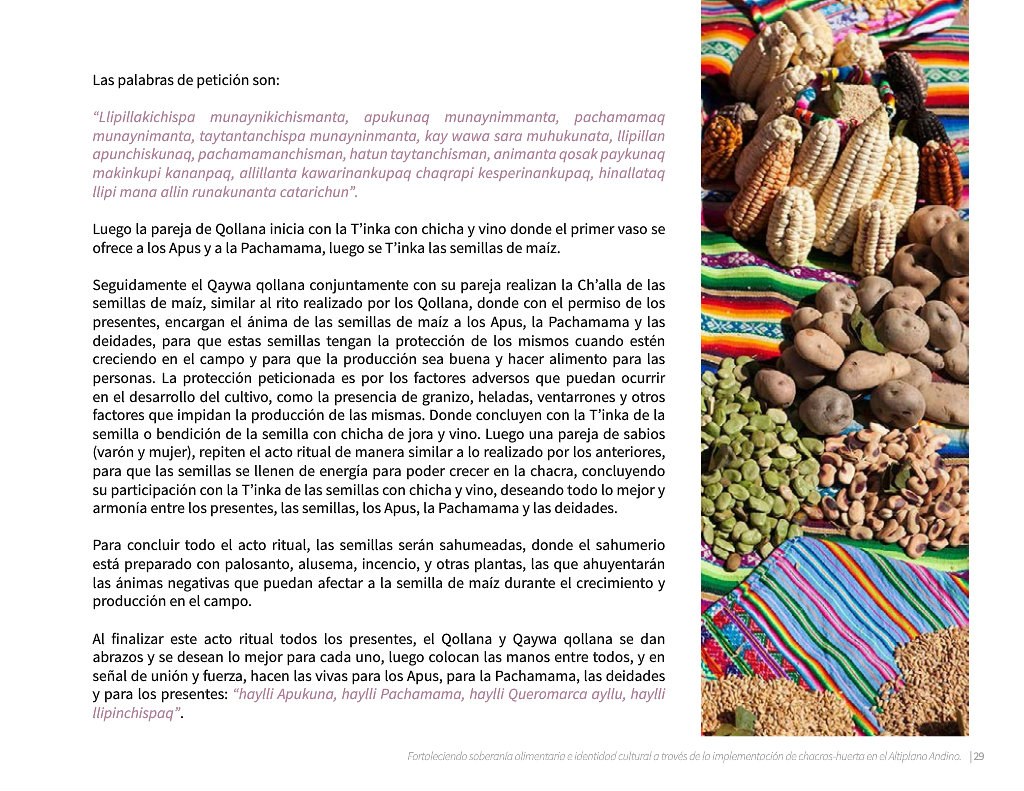 Las palabras de petición son:
“Llipillakichispa munaynikichismanta, apukunaq munaynimmanta, pachamamaq
munaynimanta, taytantanchispa munayninmanta, kay wawa sara muhukunata, llipillan
apunchiskunaq, pachamamanchisman, hatun taytanchisman, animanta qosak paykunaq
makinkupi kananpaq, allillanta kawarinankupaq chaqrapi kesperinankupaq, hinallataq
llipi mana allin runakunanta catarichun”.
Luego la pareja de Qollana inicia con la T’inka con chicha y vino donde el primer vaso se
ofrece a los Apus y a la Pachamama, luego se T’inka las semillas de maíz.
Seguidamente el Qaywa qollana conjuntamente con su pareja realizan la Ch’alla de las
semillas de maíz, similar al rito realizado por los Qollana, donde con el permiso de los
presentes, encargan el ánima de las semillas de maíz a los Apus, la Pachamama y las
deidades, para que estas semillas tengan la protección de los mismos cuando estén
creciendo en el campo y para que la producción sea buena y hacer alimento para las
personas. La protección peticionada es por los factores adversos que puedan ocurrir
en el desarrollo del cultivo, como la presencia de granizo, heladas, ventarrones y otros
factores que impidan la producción de las mismas. Donde concluyen con la T’inka de la
semilla o bendición de la semilla con chicha de jora y vino. Luego una pareja de sabios
(varón y mujer), repiten el acto ritual de manera similar a lo realizado por los anteriores,
para que las semillas se llenen de energía para poder crecer en la chacra, concluyendo
su participación con la T’inka de las semillas con chicha y vino, deseando todo lo mejor y
armonía entre los presentes, las semillas, los Apus, la Pachamama y las deidades.
Para concluir todo el acto ritual, las semillas serán sahumeadas, donde el sahumerio
está preparado con palosanto, alusema, incencio, y otras plantas, las que ahuyentarán
las ánimas negativas que puedan afectar a la semilla de maíz durante el crecimiento y
producción en el campo.
Al finalizar este acto ritual todos los presentes, el Qollana y Qaywa qollana se dan
abrazos y se desean lo mejor para cada uno, luego colocan las manos entre todos, y en
señal de unión y fuerza, hacen las vivas para los Apus, para la Pachamama, las deidades
y para los presentes: “haylli Apukuna, haylli Pachamama, haylli Queromarca ayllu, haylli
llipinchispaq”.
Fortaleciendo soberanía alimentaria e identidad cultural a través de la implementación de chacras-huerta en el Altiplano Andino. | 29